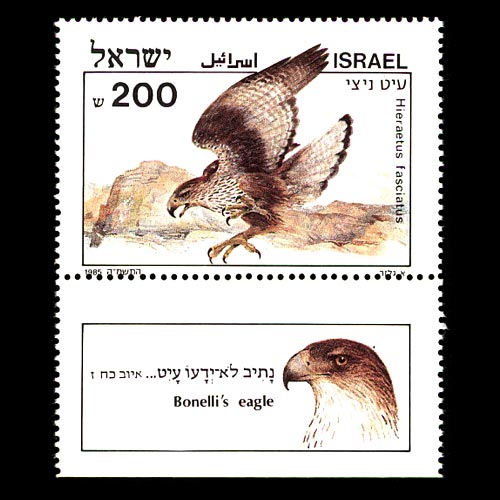 ישראל اسرائيل ISRAEL
עיט ניצי
200 ש
Hieraetus fasciatus
1985 התשמ"ה א. גלזר
נָתִיב לֹא-יְדָעוֹ עָיִט... איוב כח ז
Bonelli's eagle